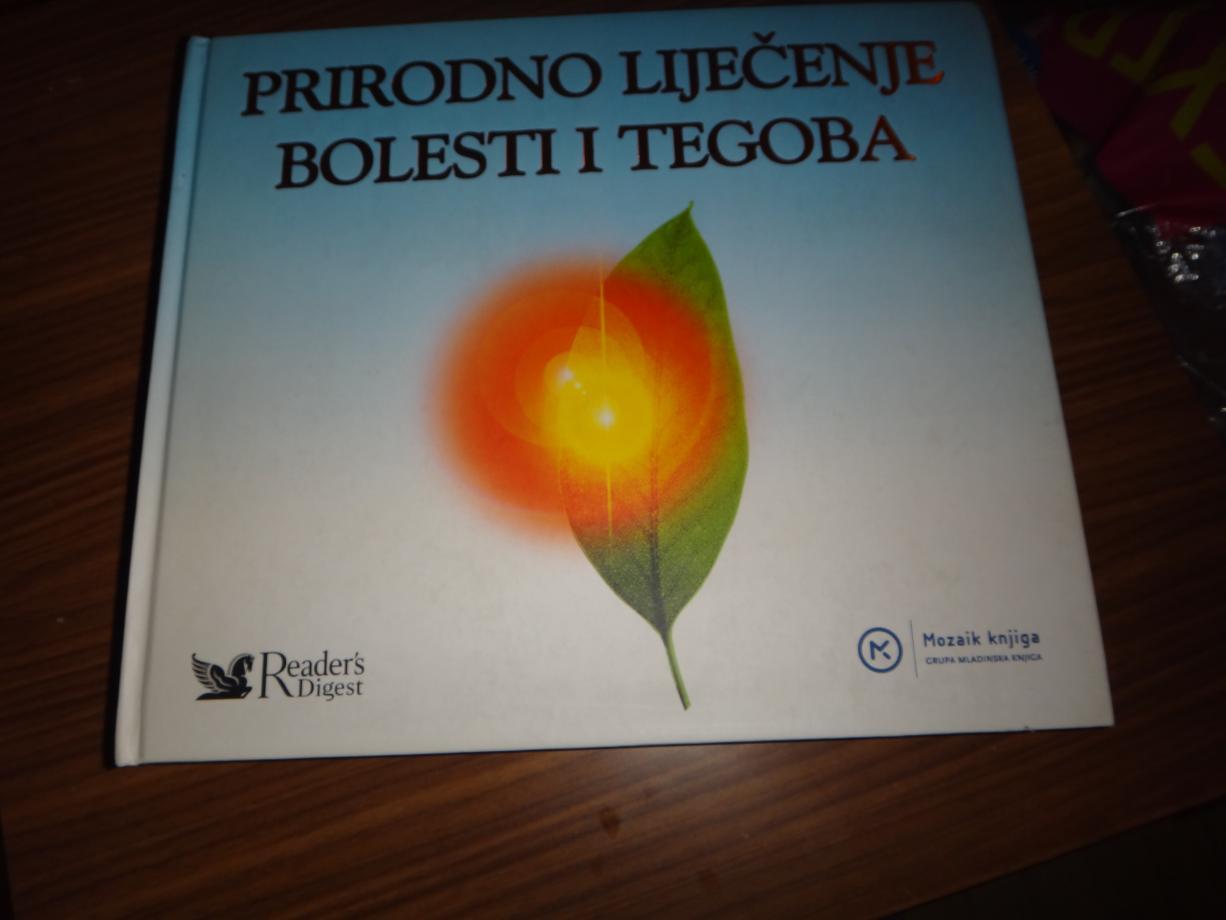 PRIRODNO LIJEČENJE
BOLESTI I TEGOBA
Reader's
Digest
Mozaik knjiga
GRUPA MLADINSKA KNJIGA